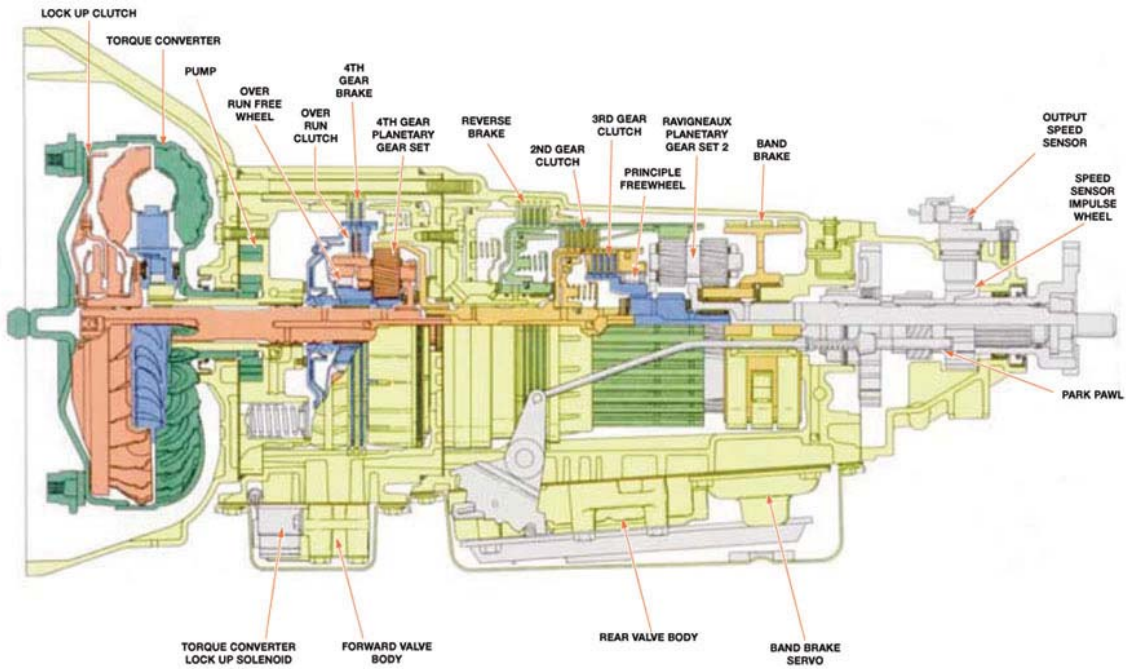 LOCK UP CLUTCH
TORQUE CONVERTER
PUMP
OVER
RUN FREE
WHEEL
OVER
RUN
CLUTCH
4TH
GEAR
BRAKE
4TH GEAR
PLANETARY
GEAR SET
REVERSE
BRAKE
2ND GEAR
CLUTCH
3RD GEAR
CLUTCH
PRINCIPLE
FREEWHEEL
RAVIGNEAUX
PLANETARY
GEAR SET 2
BAND
BRAKE
OUTPUT
SPEED
SENSOR
SPEED
SENSOR
IMPULSE
WHEEL
PARK PAWL
TORQUE CONVERTER
LOCK UP SOLENOID
FORWARD VALVE
BODY
REAR VALVE BODY
BAND BRAKE
SERVO